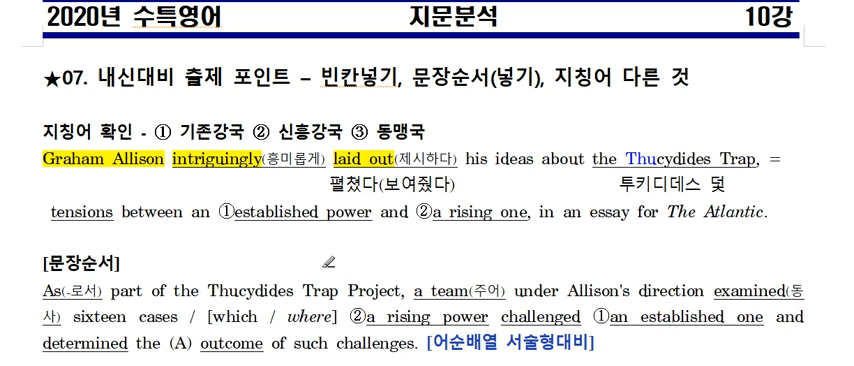 2020년 수특영어 지문분석 10강
★07. 내신대비 출제 포인트 – 빈칸넣기, 문장순서(넣기), 지칭어 다른 것
지칭어 확인 - ① 기존강국 ② 신흥강국 ③ 동맹국
Graham Allison intriguingly(흥미롭게) laid out(제시하다) his ideas about the Thucydides Trap, =
펼쳤다(보여줬다) 투키디데스 덫
tensions between an ①established power and ②a rising one, in an essay for The Atlantic.
[문장순서]
As(-로서) part of the Thucydides Trap Project, a team(주어) under Allison's direction examined(동
사) sixteen cases / [which / where] ②a rising power challenged ①an established one and
determined the (A) outcome of such challenges. [어순배열 서술형대비]